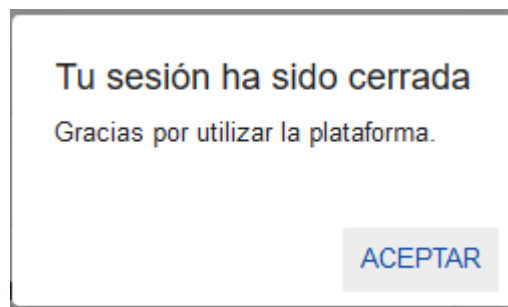 Tu sesión ha sido cerrada
Gracias por utilizar la plataforma.
ACEPTAR